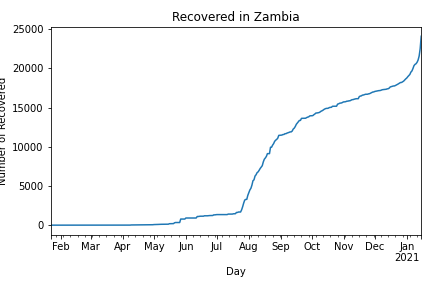 Recovered in Zambia
Number of Recovered
25000
20000
15000
10000
5000
0
Feb Mar Apr May Jun Jul Aug Sep Oct Nov Dec Jan
2021
Day